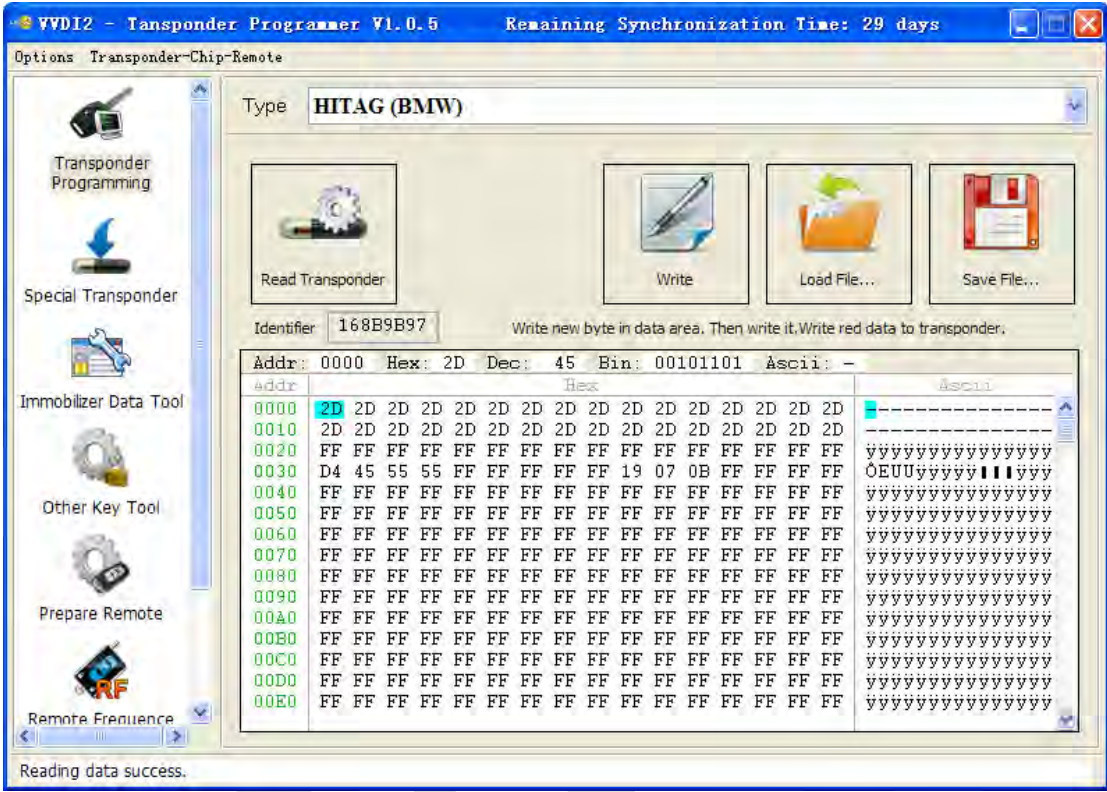 VVDI2 - Tansponder Programmer V1.0.5 Remaining Synchronization Time: 29 days
Options Transponder-Chip-Remote
Type HITAG (BMW)
Transponder
Programming
Special Transponder
Immobilizer Data Tool
Other Key Tool
Prepare Remote
RF
Remote Frequence
Read Transponder
Write
Load File...
Save File...
Identifier 168B9B97 Write new byte in data area. Then write it.Write red data to transponder.
Addr: 0000 Hex: 2D Dec: 45 Bin: 00101101 Ascii: -
Addr Hex Ascii
0000 2D 2D 2D 2D 2D 2D 2D 2D 2D 2D 2D 2D 2D 2D 2D 2D ----------------
0010 2D 2D 2D 2D 2D 2D 2D 2D 2D 2D 2D 2D 2D 2D 2D 2D ----------------
0020 FF FF FF FF FF FF FF FF FF FF FF FF FF FF FF FF ÿÿÿÿÿÿÿÿÿÿÿÿÿÿÿÿ
0030 D4 45 55 55 FF FF FF FF FF 19 07 0B FF FF FF FF ÔEUUÿÿÿÿÿ▌▌▌ÿÿÿ
0040 FF FF FF FF FF FF FF FF FF FF FF FF FF FF FF FF ÿÿÿÿÿÿÿÿÿÿÿÿÿÿÿÿ
0050 FF FF FF FF FF FF FF FF FF FF FF FF FF FF FF FF ÿÿÿÿÿÿÿÿÿÿÿÿÿÿÿÿ
0060 FF FF FF FF FF FF FF FF FF FF FF FF FF FF FF FF ÿÿÿÿÿÿÿÿÿÿÿÿÿÿÿÿ
0070 FF FF FF FF FF FF FF FF FF FF FF FF FF FF FF FF ÿÿÿÿÿÿÿÿÿÿÿÿÿÿÿÿ
0080 FF FF FF FF FF FF FF FF FF FF FF FF FF FF FF FF ÿÿÿÿÿÿÿÿÿÿÿÿÿÿÿÿ
0090 FF FF FF FF FF FF FF FF FF FF FF FF FF FF FF FF ÿÿÿÿÿÿÿÿÿÿÿÿÿÿÿÿ
00A0 FF FF FF FF FF FF FF FF FF FF FF FF FF FF FF FF ÿÿÿÿÿÿÿÿÿÿÿÿÿÿÿÿ
00B0 FF FF FF FF FF FF FF FF FF FF FF FF FF FF FF FF ÿÿÿÿÿÿÿÿÿÿÿÿÿÿÿÿ
00C0 FF FF FF FF FF FF FF FF FF FF FF FF FF FF FF FF ÿÿÿÿÿÿÿÿÿÿÿÿÿÿÿÿ
00D0 FF FF FF FF FF FF FF FF FF FF FF FF FF FF FF FF ÿÿÿÿÿÿÿÿÿÿÿÿÿÿÿÿ
00E0 FF FF FF FF FF FF FF FF FF FF FF FF FF FF FF FF ÿÿÿÿÿÿÿÿÿÿÿÿÿÿÿÿ
Reading data success.